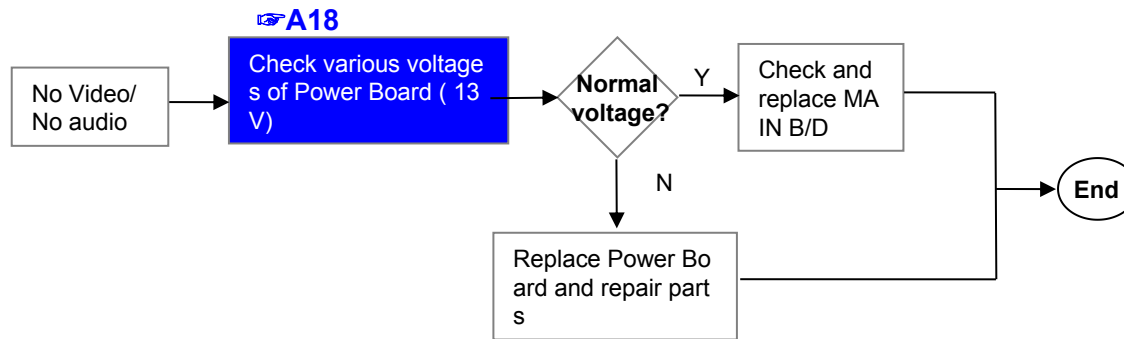 ☞A18
No Video/
No audio
Check various voltage
s of Power Board ( 13
V)
Normal
voltage?
Y
Check and
replace MA
IN B/D
N
Replace Power Bo
ard and repair part
s
End